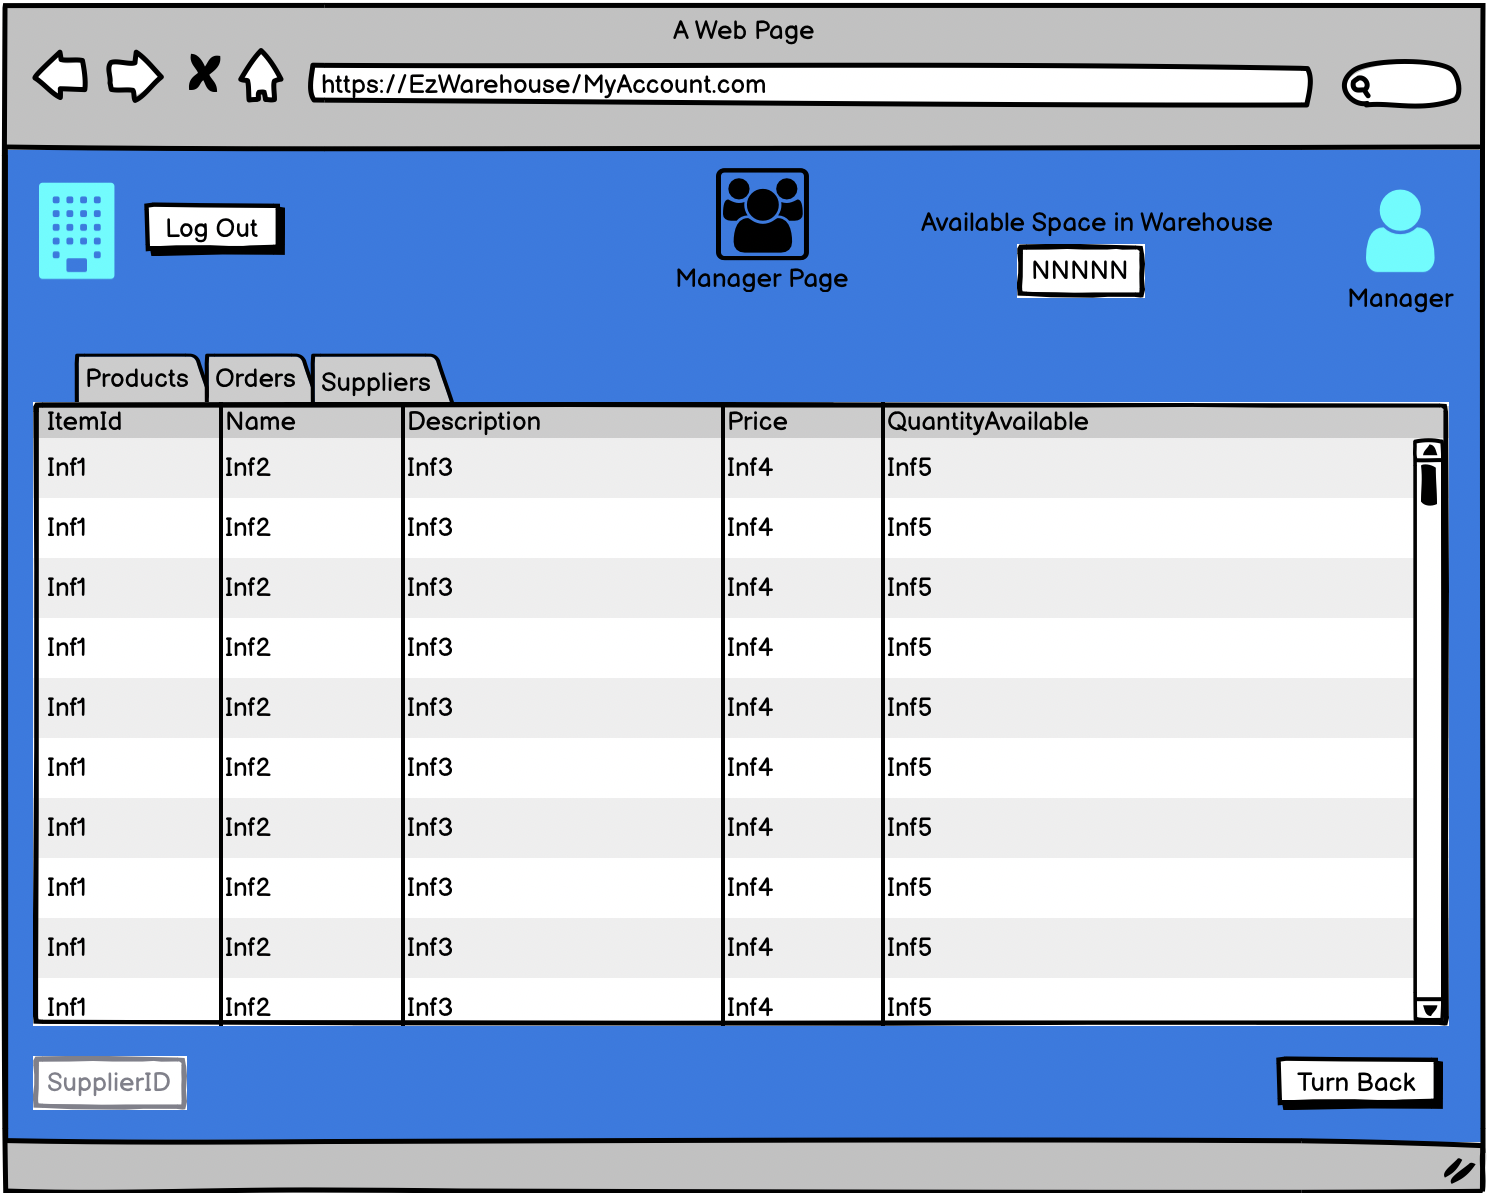 A Web Page
https://EzWarehouse/MyAccount.com
Log Out
Manager Page
Available Space in Warehouse
NNNNN
Manager
Products Orders Suppliers
ItemId Name Description Price QuantityAvailable
Inf1 Inf2 Inf3 Inf4 Inf5
Inf1 Inf2 Inf3 Inf4 Inf5
Inf1 Inf2 Inf3 Inf4 Inf5
Inf1 Inf2 Inf3 Inf4 Inf5
Inf1 Inf2 Inf3 Inf4 Inf5
Inf1 Inf2 Inf3 Inf4 Inf5
Inf1 Inf2 Inf3 Inf4 Inf5
Inf1 Inf2 Inf3 Inf4 Inf5
Inf1 Inf2 Inf3 Inf4 Inf5
Inf1 Inf2 Inf3 Inf4 Inf5
SupplierID
Turn Back